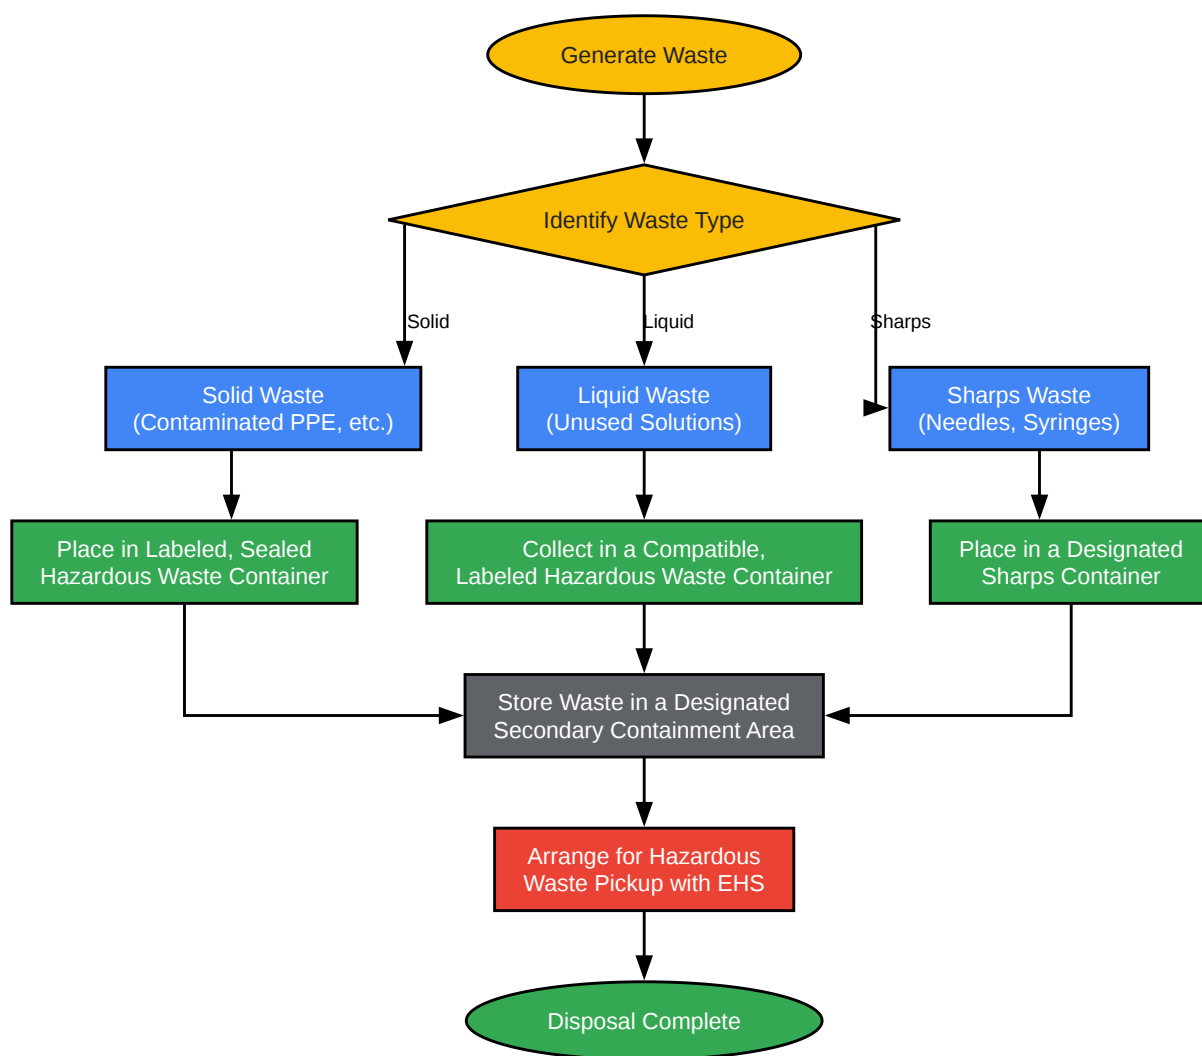 Generate Waste
Identify Waste Type
Solid
Liquid
Sharps
Solid Waste
(Contaminated PPE, etc.)
Liquid Waste
(Unused Solutions)
Sharps Waste
(Needles, Syringes)
Place in Labeled, Sealed
Hazardous Waste Container
Collect in a Compatible,
Labeled Hazardous Waste Container
Place in a Designated
Sharps Container
Store Waste in a Designated
Secondary Containment Area
Arrange for Hazardous
Waste Pickup with EHS
Disposal Complete